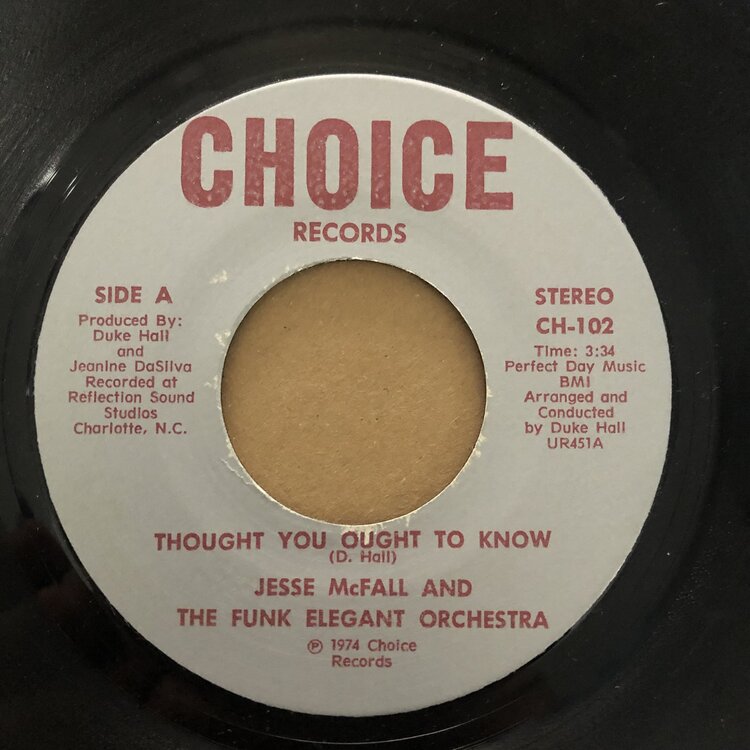 CHOICE
RECORDS
SIDE A
Produced By:
Duke Hall
and
Jeanine DaSilva
Recorded at
Reflection Sound
Studios
Charlotte, N.C.
STEREO
CH-102
Time: 3:34
Perfect Day Music
BMI
Arranged and
Conducted
by Duke Hall
UR451A
THOUGHT YOU OUGHT TO KNOW
(D. Hall)
JESSE McFALL AND
THE FUNK ELEGANT ORCHESTRA
℗ 1974 Choice
Records